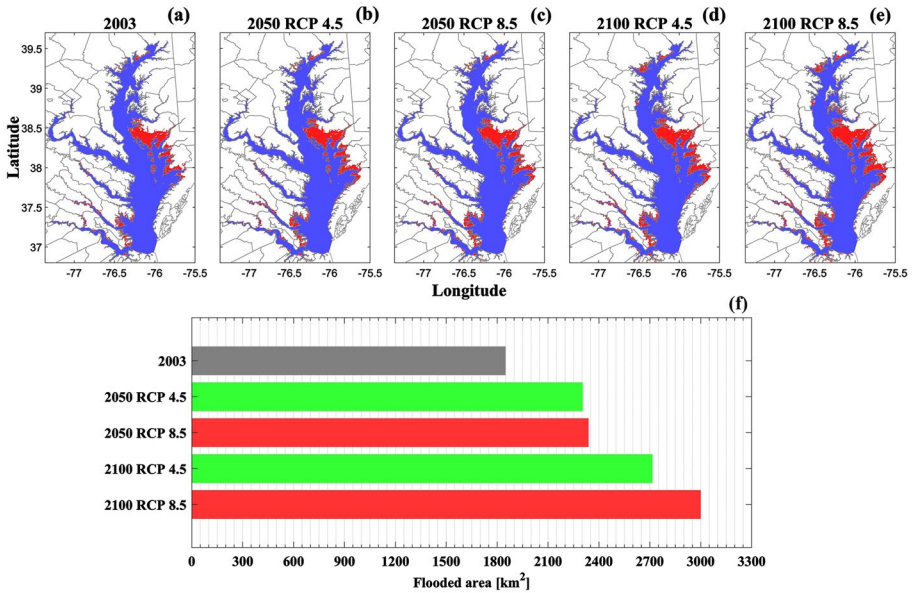 (a) (b) (c) (d) (e)
2003 2050 RCP 4.5 2050 RCP 8.5 2100 RCP 4.5 2100 RCP 8.5
39.5
39
38.5
38
37.5
37
Latitude
-77 -76.5 -76 -75.5 -77 -76.5 -76 -75.5 -77 -76.5 -76 -75.5 -77 -76.5 -76 -75.5 -77 -76.5 -76 -75.5
Longitude
(f)
2003
2050 RCP 4.5
2050 RCP 8.5
2100 RCP 4.5
2100 RCP 8.5
0 300 600 900 1200 1500 1800 2100 2400 2700 3000 3300
Flooded area [km²]